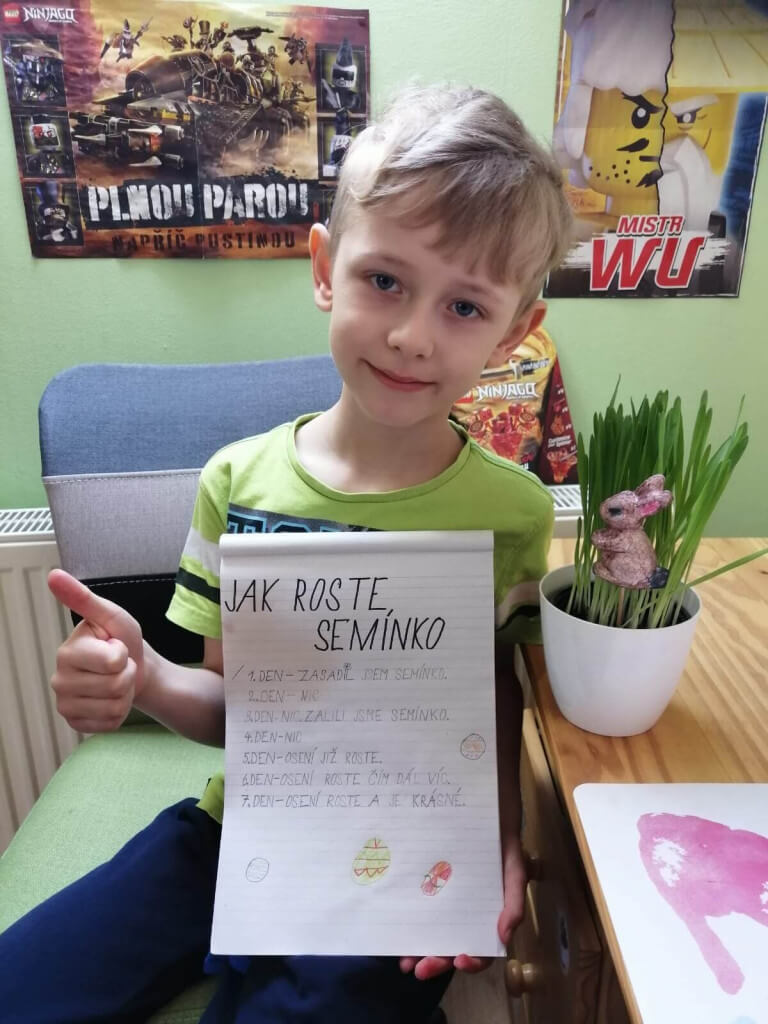 LEGO NINJAGO
PLNOU PAROU
NAPŘÍČ PUSTINOU
MISTR
WU
NINJAGO
JAK ROSTE
SEMÍNKO
1. DEN - ZASADIL JSEM SEMÍNKO.
2. DEN - NIC
3. DEN - NIC. ZALILI JSME SEMÍNKO.
4. DEN - NIC
5. DEN - OSENÍ JIŽ ROSTE.
6. DEN - OSENÍ ROSTE ČÍM DÁL VÍC.
7. DEN - OSENÍ ROSTE A JE KRÁSNÉ.